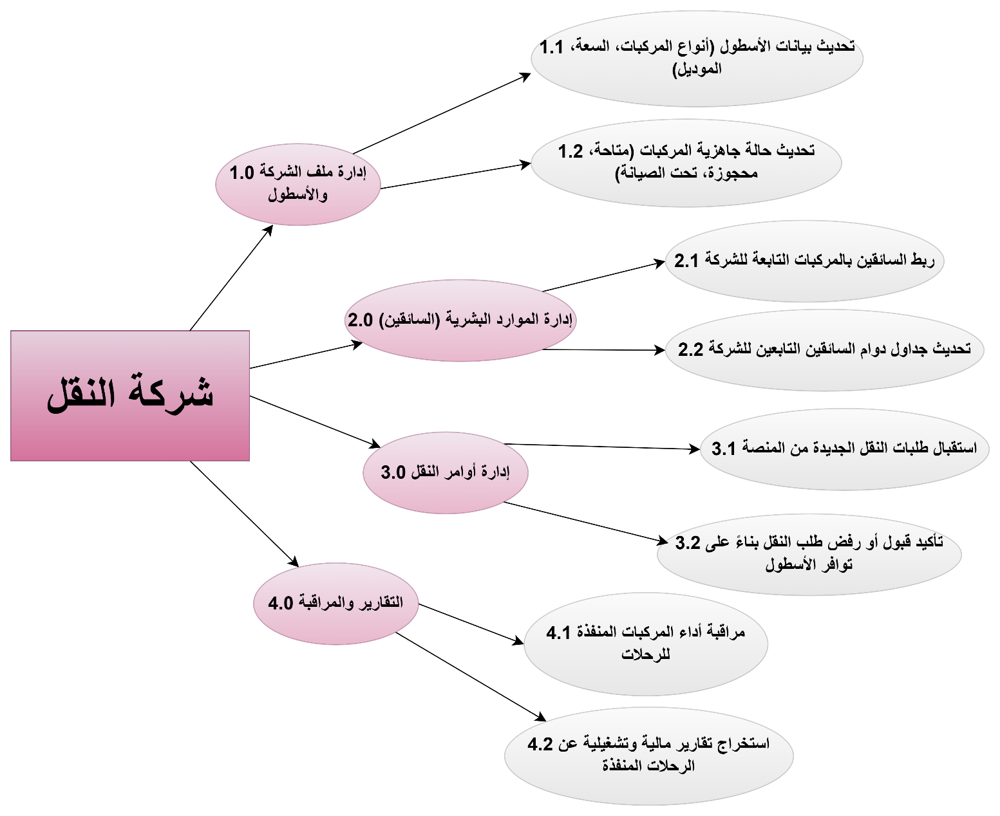 شركة النقل
1.0 إدارة ملف الشركة
والأسطول
1.1 تحديث بيانات الأسطول (أنواع المركبات، السعة،
الموديل)
1.2 تحديث حالة جاهزية المركبات (متاحة،
محجوزة، تحت الصيانة)
2.0 إدارة الموارد البشرية (السائقين)
2.1 ربط السائقين بالمركبات التابعة للشركة
2.2 تحديث جداول دوام السائقين التابعين للشركة
3.0 إدارة أوامر النقل
3.1 استقبال طلبات النقل الجديدة من المنصة
3.2 تأكيد قبول أو رفض طلب النقل بناءً على
توافر الأسطول
4.0 التقارير والمراقبة
4.1 مراقبة أداء المركبات المنفذة
للرحلات
4.2 استخراج تقارير مالية وتشغيلية عن
الرحلات المنفذة